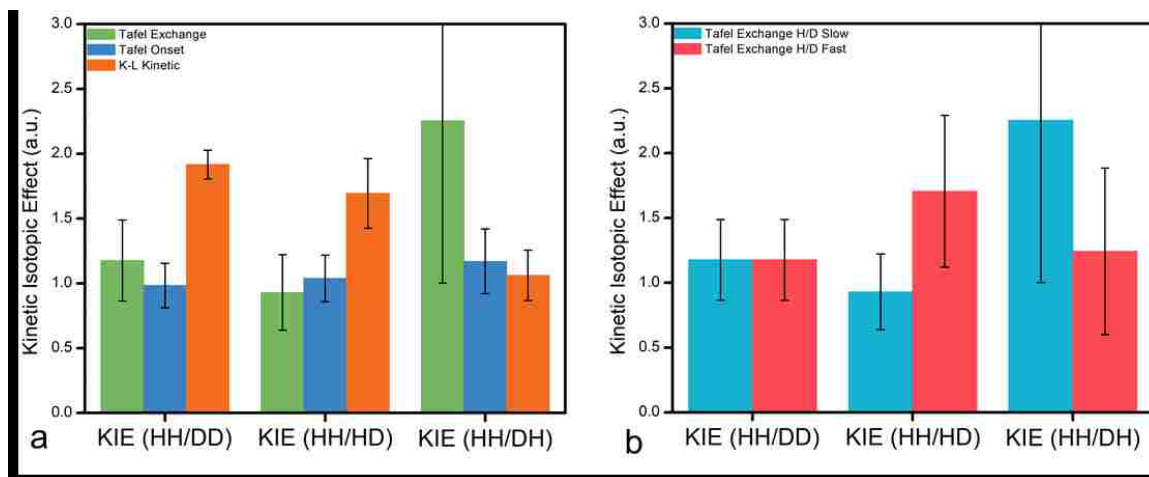 3.0
2.5
2.0
1.5
1.0
0.5
0.0
Kinetic Isotopic Effect (a.u.)
Tafel Exchange
Tafel Onset
K-L Kinetic
KIE (HH/DD) KIE (HH/HD) KIE (HH/DH)
a
3.0
2.5
2.0
1.5
1.0
0.5
0.0
Kinetic Isotopic Effect (a.u.)
Tafel Exchange H/D Slow
Tafel Exchange H/D Fast
KIE (HH/DD) KIE (HH/HD) KIE (HH/DH)
b